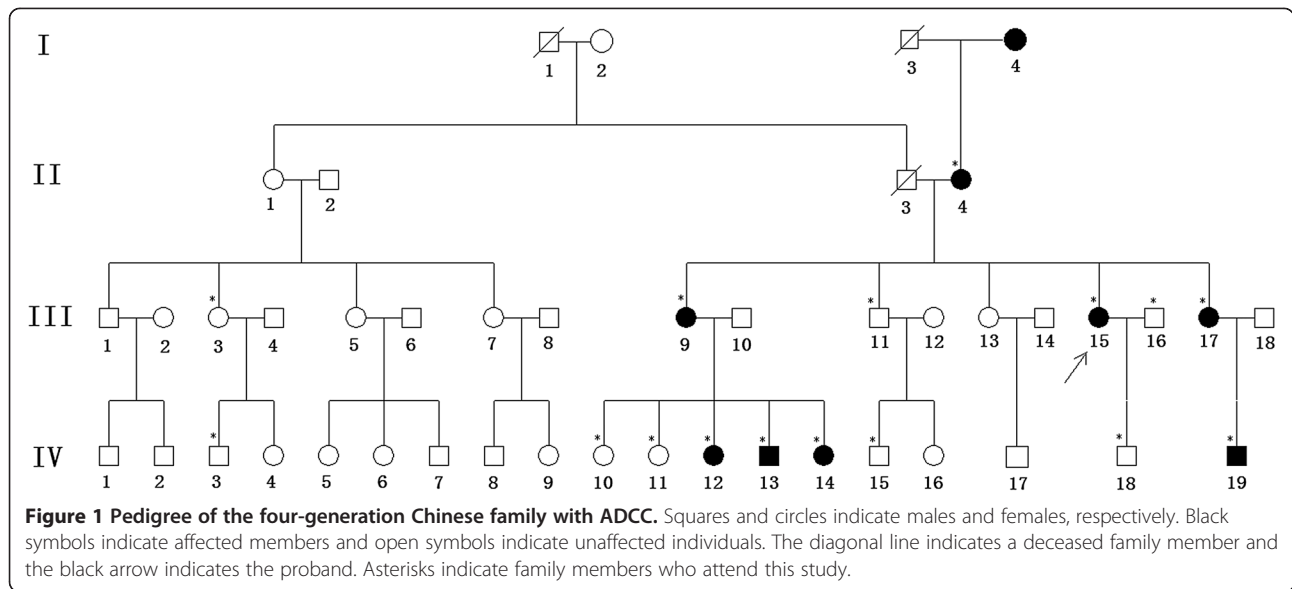 I
1 2 3 4
II
* 
1 2 3 4
III
* * * * * *
1 2 3 4 5 6 7 8 9 10 11 12 13 14 15 16 17 18
IV
* * * * * * * * *
1 2 3 4 5 6 7 8 9 10 11 12 13 14 15 16 17 18 19
Figure 1 Pedigree of the four-generation Chinese family with ADCC. Squares and circles indicate males and females, respectively. Black
symbols indicate affected members and open symbols indicate unaffected individuals. The diagonal line indicates a deceased family member and
the black arrow indicates the proband. Asterisks indicate family members who attend this study.